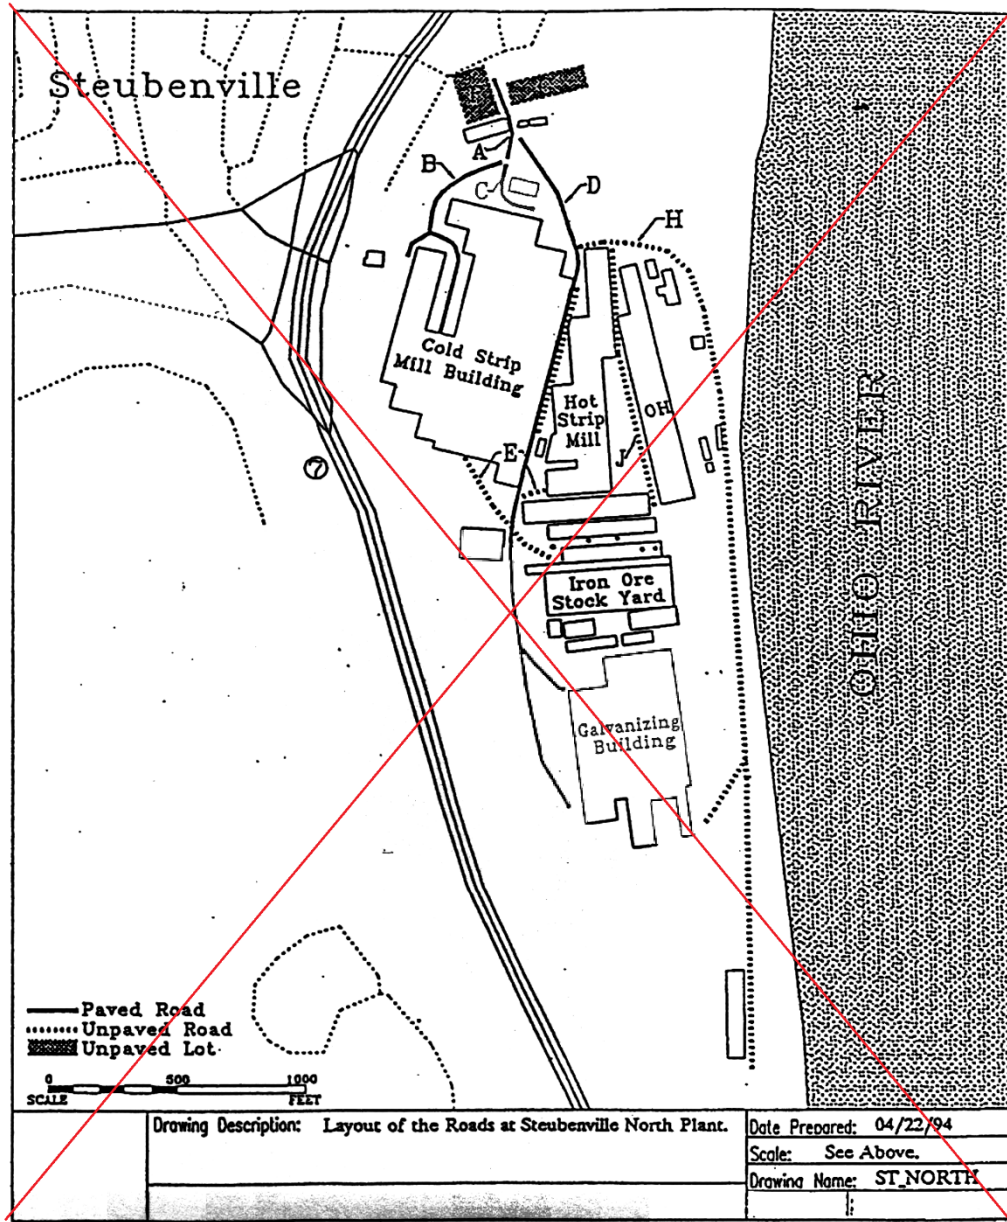 Steubenville
A
B
C
D
H
Cold Strip
Mill Building
Hot
Strip
Mill
OH
J
E
7
Iron Ore
Stock Yard
OHIO RIVER
Galvanizing
Building
Paved Road
Unpaved Road
Unpaved Lot
0 500 1000
SCALE FEET
Drawing Description: Layout of the Roads at Steubenville North Plant.
Date Prepared: 04/22/94
Scale: See Above.
Drawing Name: ST_NORTH